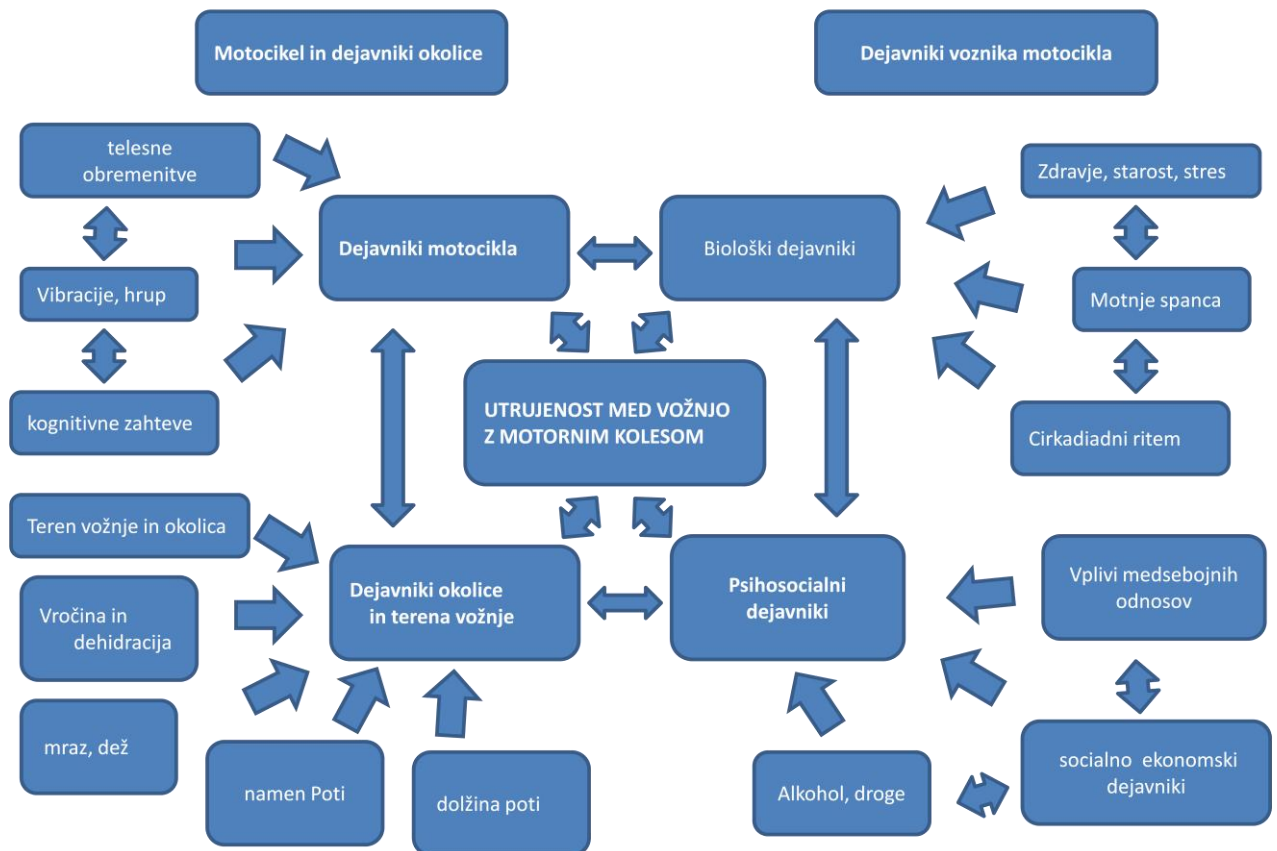 Motocikel in dejavniki okolice
Dejavniki voznika motocikla
telesne
obremenitve
Zdravje, starost, stres
Dejavniki motocikla
Biološki dejavniki
Vibracije, hrup
Motnje spanca
UTRUJENOST MED VOŽNJO
Z MOTORNIM KOLESOM
kognitivne zahteve
Cirkadiadni ritem
Teren vožnje in okolica
Dejavniki okolice
in terena vožnje
Psihosocialni
dejavniki
Vplivi medsebojnih
odnosov
Vročina in
dehidracija
mraz, dež
namen Poti
dolžina poti
Alkohol, droge
socialno ekonomski
dejavniki